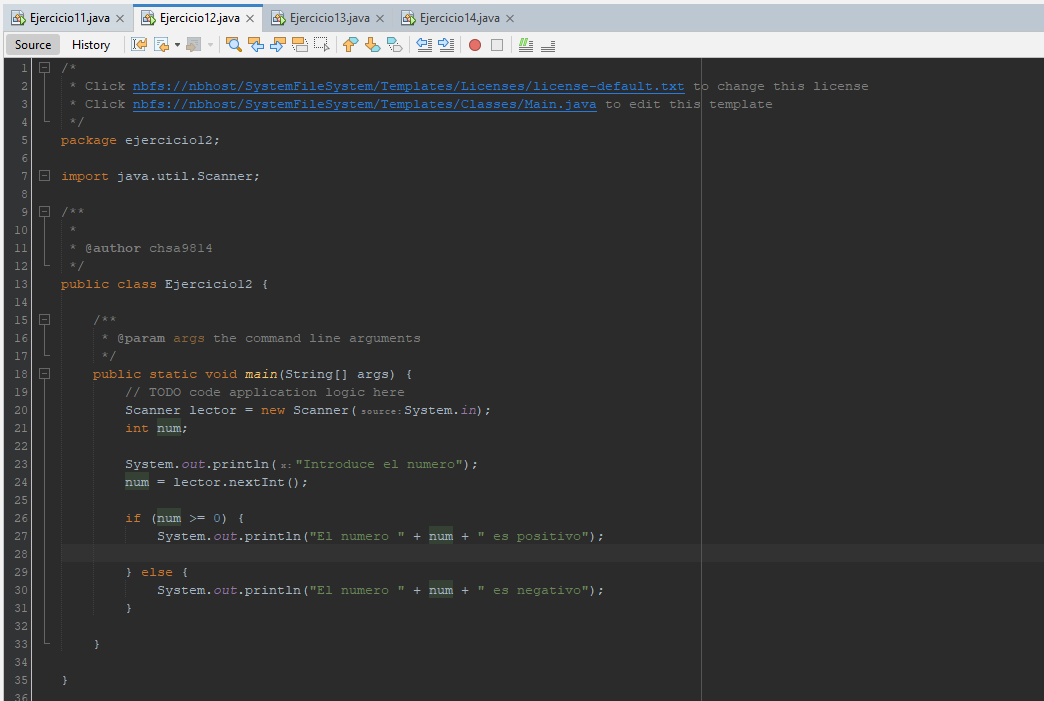 Ejercicio11.java Ejercicio12.java Ejercicio13.java Ejercicio14.java
Source History
1 /*
2 * Click nbfs://nbhost/SystemFileSystem/Templates/Licenses/license-default.txt to change this license
3 * Click nbfs://nbhost/SystemFileSystem/Templates/Classes/Main.java to edit this template
4 */
5 package ejercicio12;
6
7 import java.util.Scanner;
8
9 /**
10 *
11 * @author chsa9814
12 */
13 public class Ejercicio12 {
14
15 /**
16 * @param args the command line arguments
17 */
18 public static void main(String[] args) {
19 // TODO code application logic here
20 Scanner lector = new Scanner( source: System.in);
21 int num;
22
23 System.out.println( x: "Introduce el numero");
24 num = lector.nextInt();
25
26 if (num >= 0) {
27 System.out.println("El numero " + num + " es positivo");
28
29 } else {
30 System.out.println("El numero " + num + " es negativo");
31 }
32
33 }
34
35 }
36